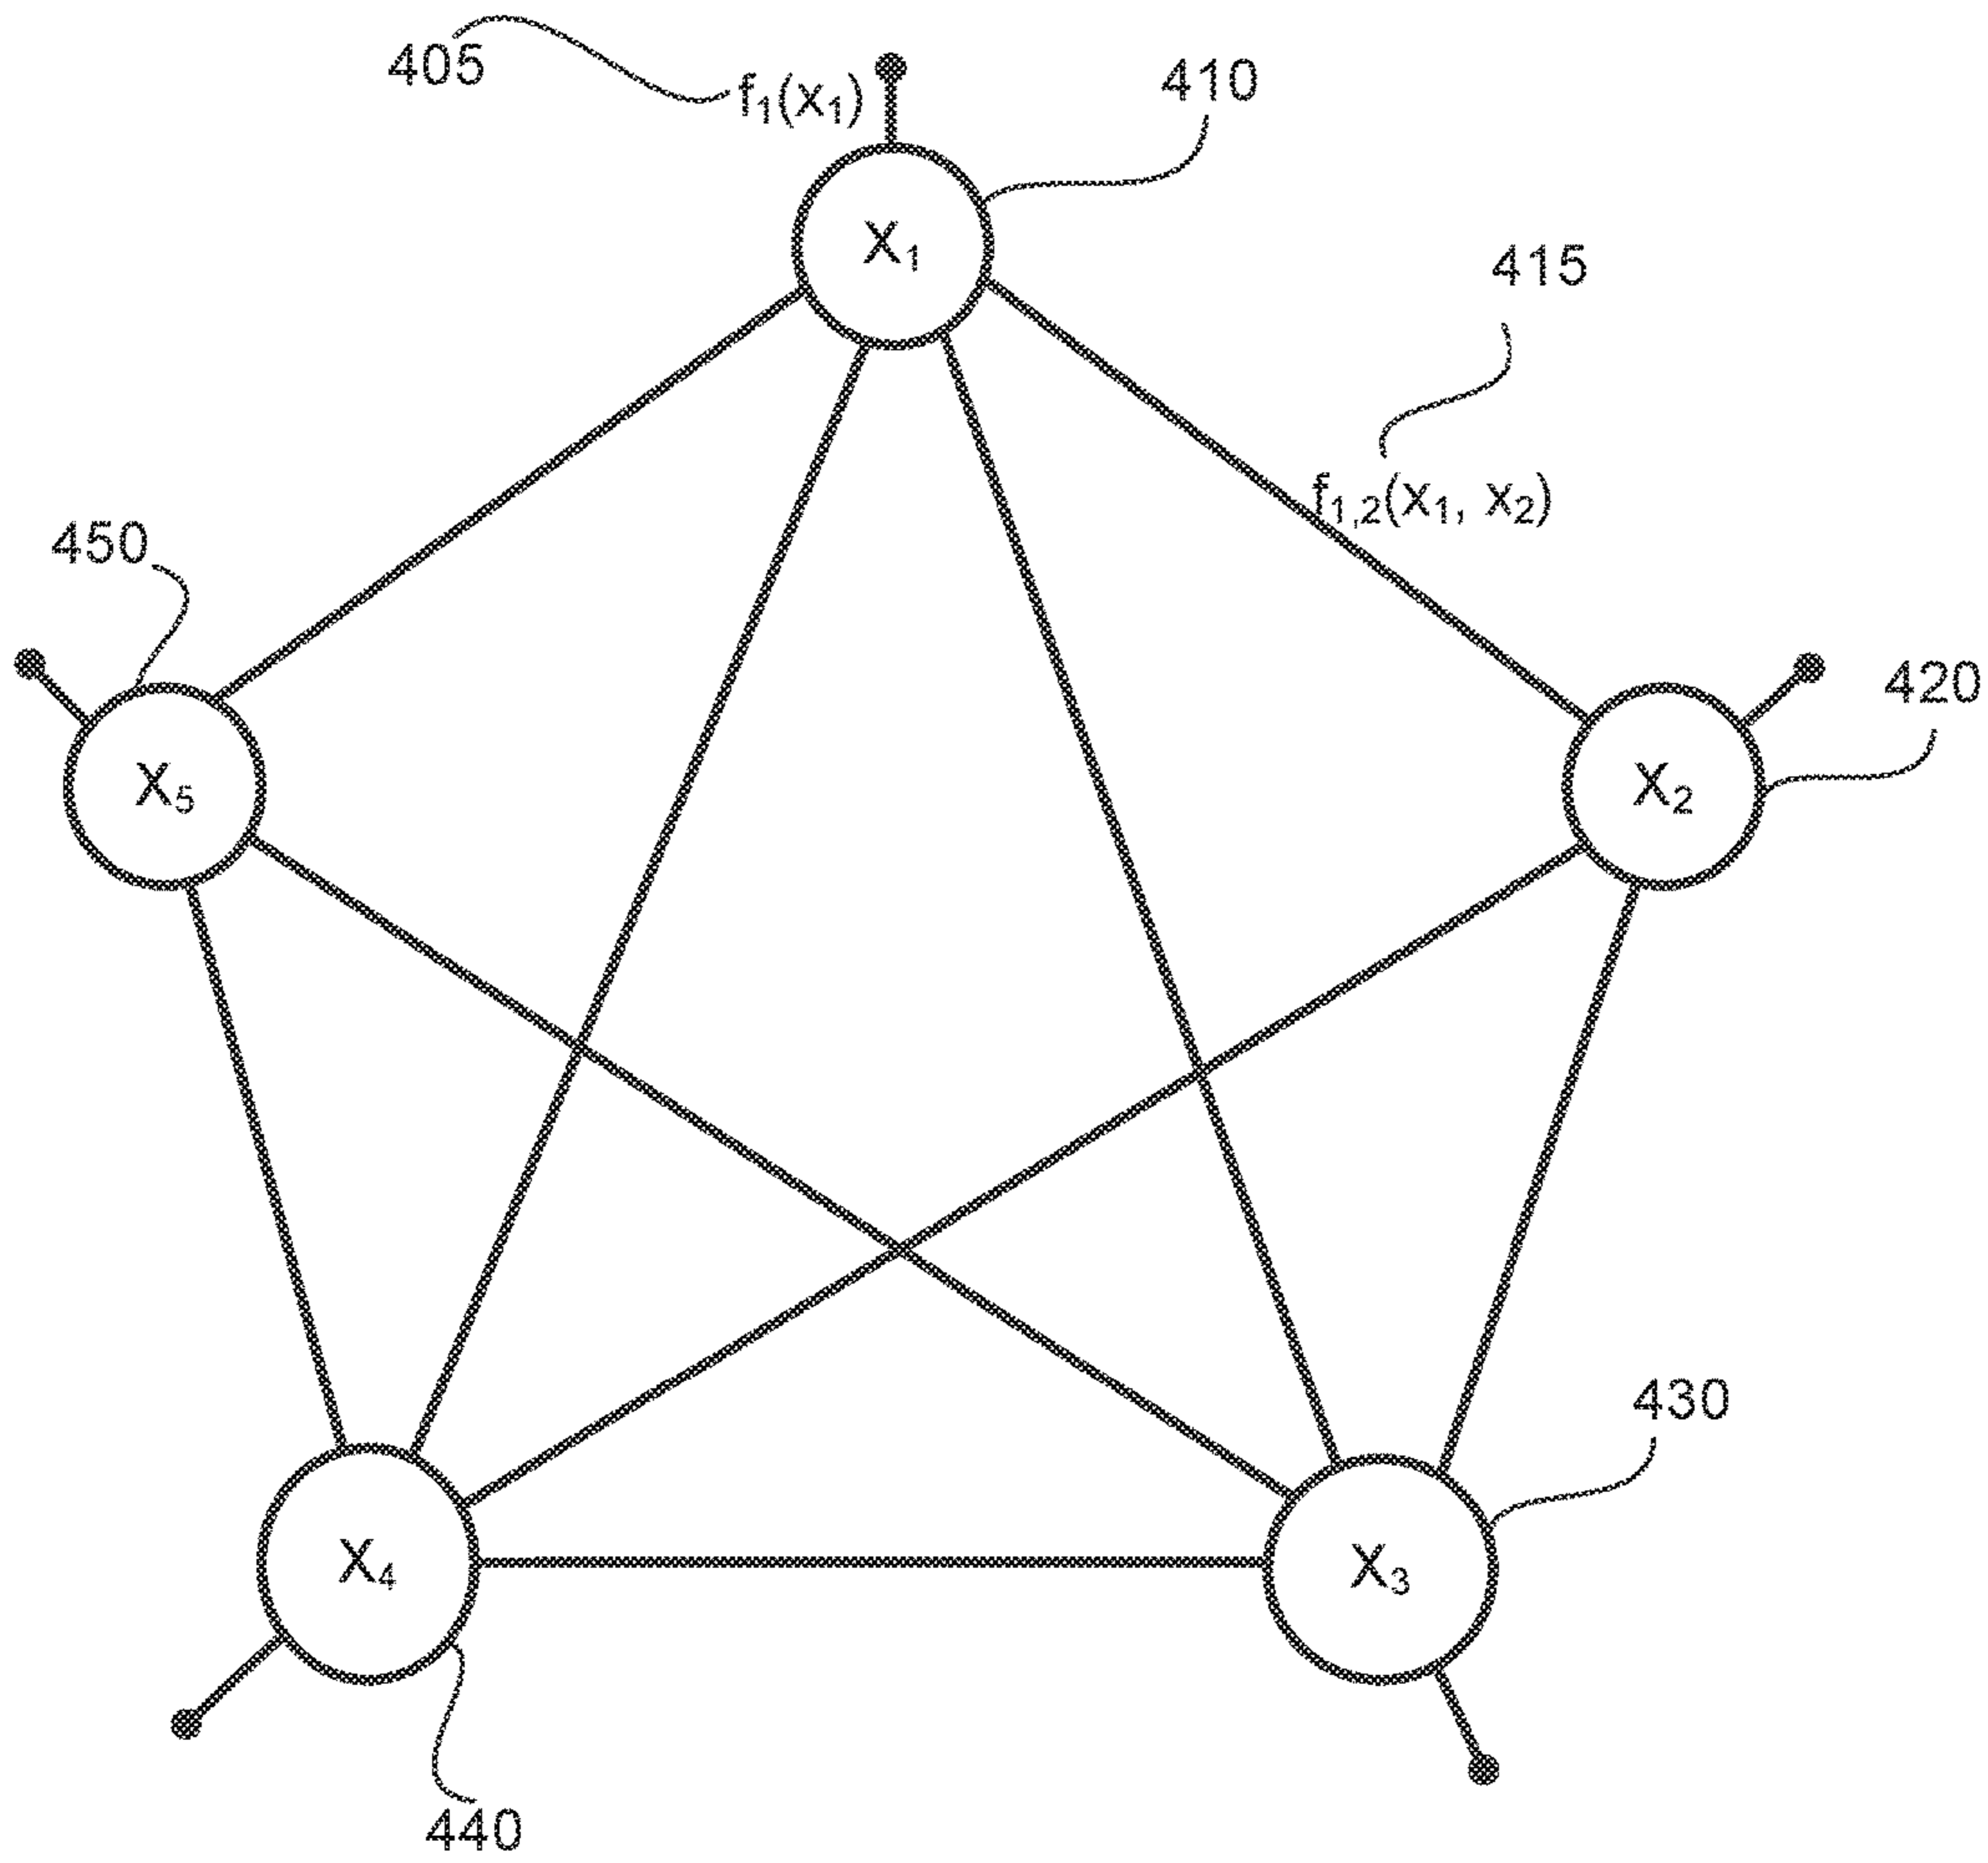 405
f₁(x₁)
410
X₁
415
f₁,₂(x₁, x₂)
450
420
X₅
X₂
430
X₄
X₃
440